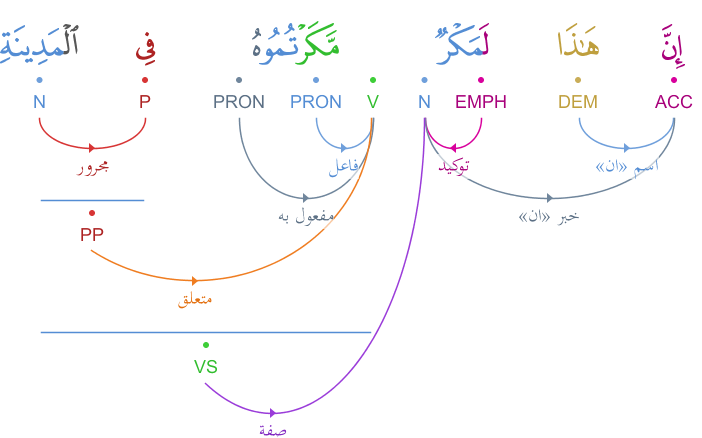 إِنَّ هَٰذَا لَمَكْرٌ مَّكَرْتُمُوهُ فِى ٱلْمَدِينَةِ
ACC DEM EMPH N V PRON PRON P N
اسم «ان» توكيد فاعل مجرور
خبر «ان» مفعول به
PP
متعلق
VS
صفة